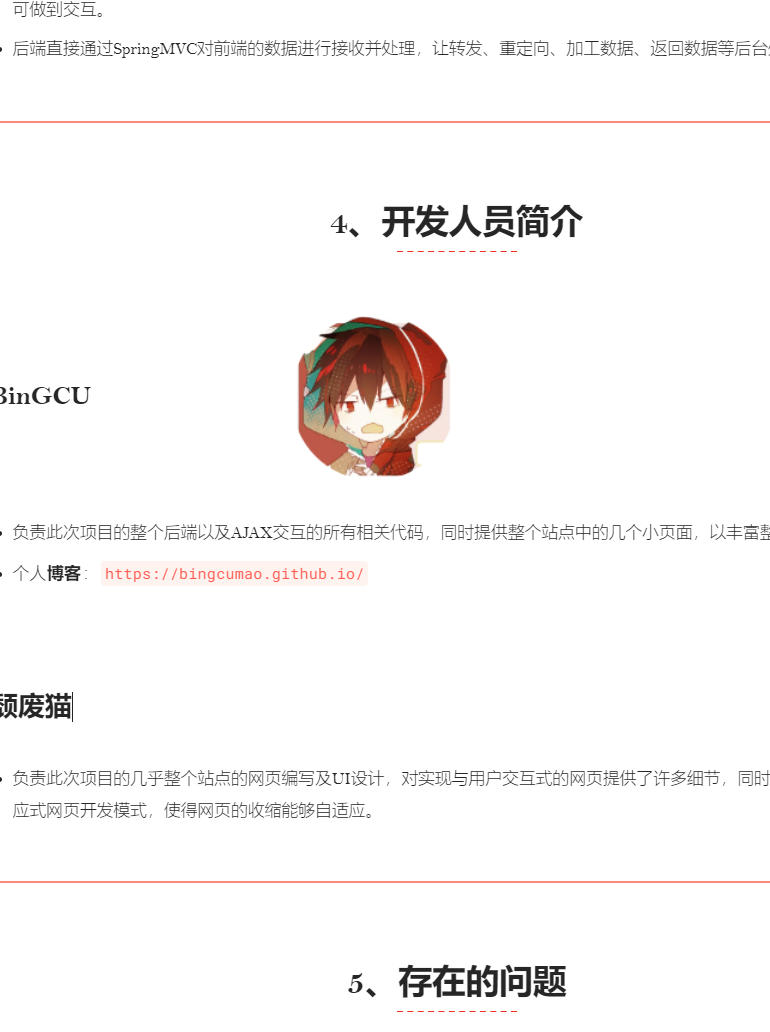 可做到交互。
后端直接通过SpringMVC对前端的数据进行接收并处理，让转发、重定向、加工数据、返回数据等后台
4、开发人员简介
BinGCU
负责此次项目的整个后端以及AJAX交互的所有相关代码，同时提供整个站点中的几个小页面，以丰富整
个人博客： https://bingcumao.github.io/
颓废猫
负责此次项目的几乎整个站点的网页编写及UI设计，对实现与用户交互式的网页提供了许多细节，同时
应式网页开发模式，使得网页的收缩能够自适应。
5、存在的问题